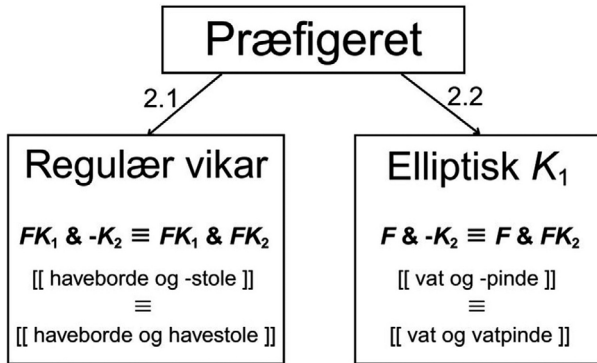 Præfigeret
2.1
2.2
Regulær vikar
FK₁ & -K₂ ≡ FK₁ & FK₂
[[ haveborde og -stole ]]
≡
[[ haveborde og havestole ]]
Elliptisk K₁
F & -K₂ ≡ F & FK₂
[[ vat og -pinde ]]
≡
[[ vat og vatpinde ]]